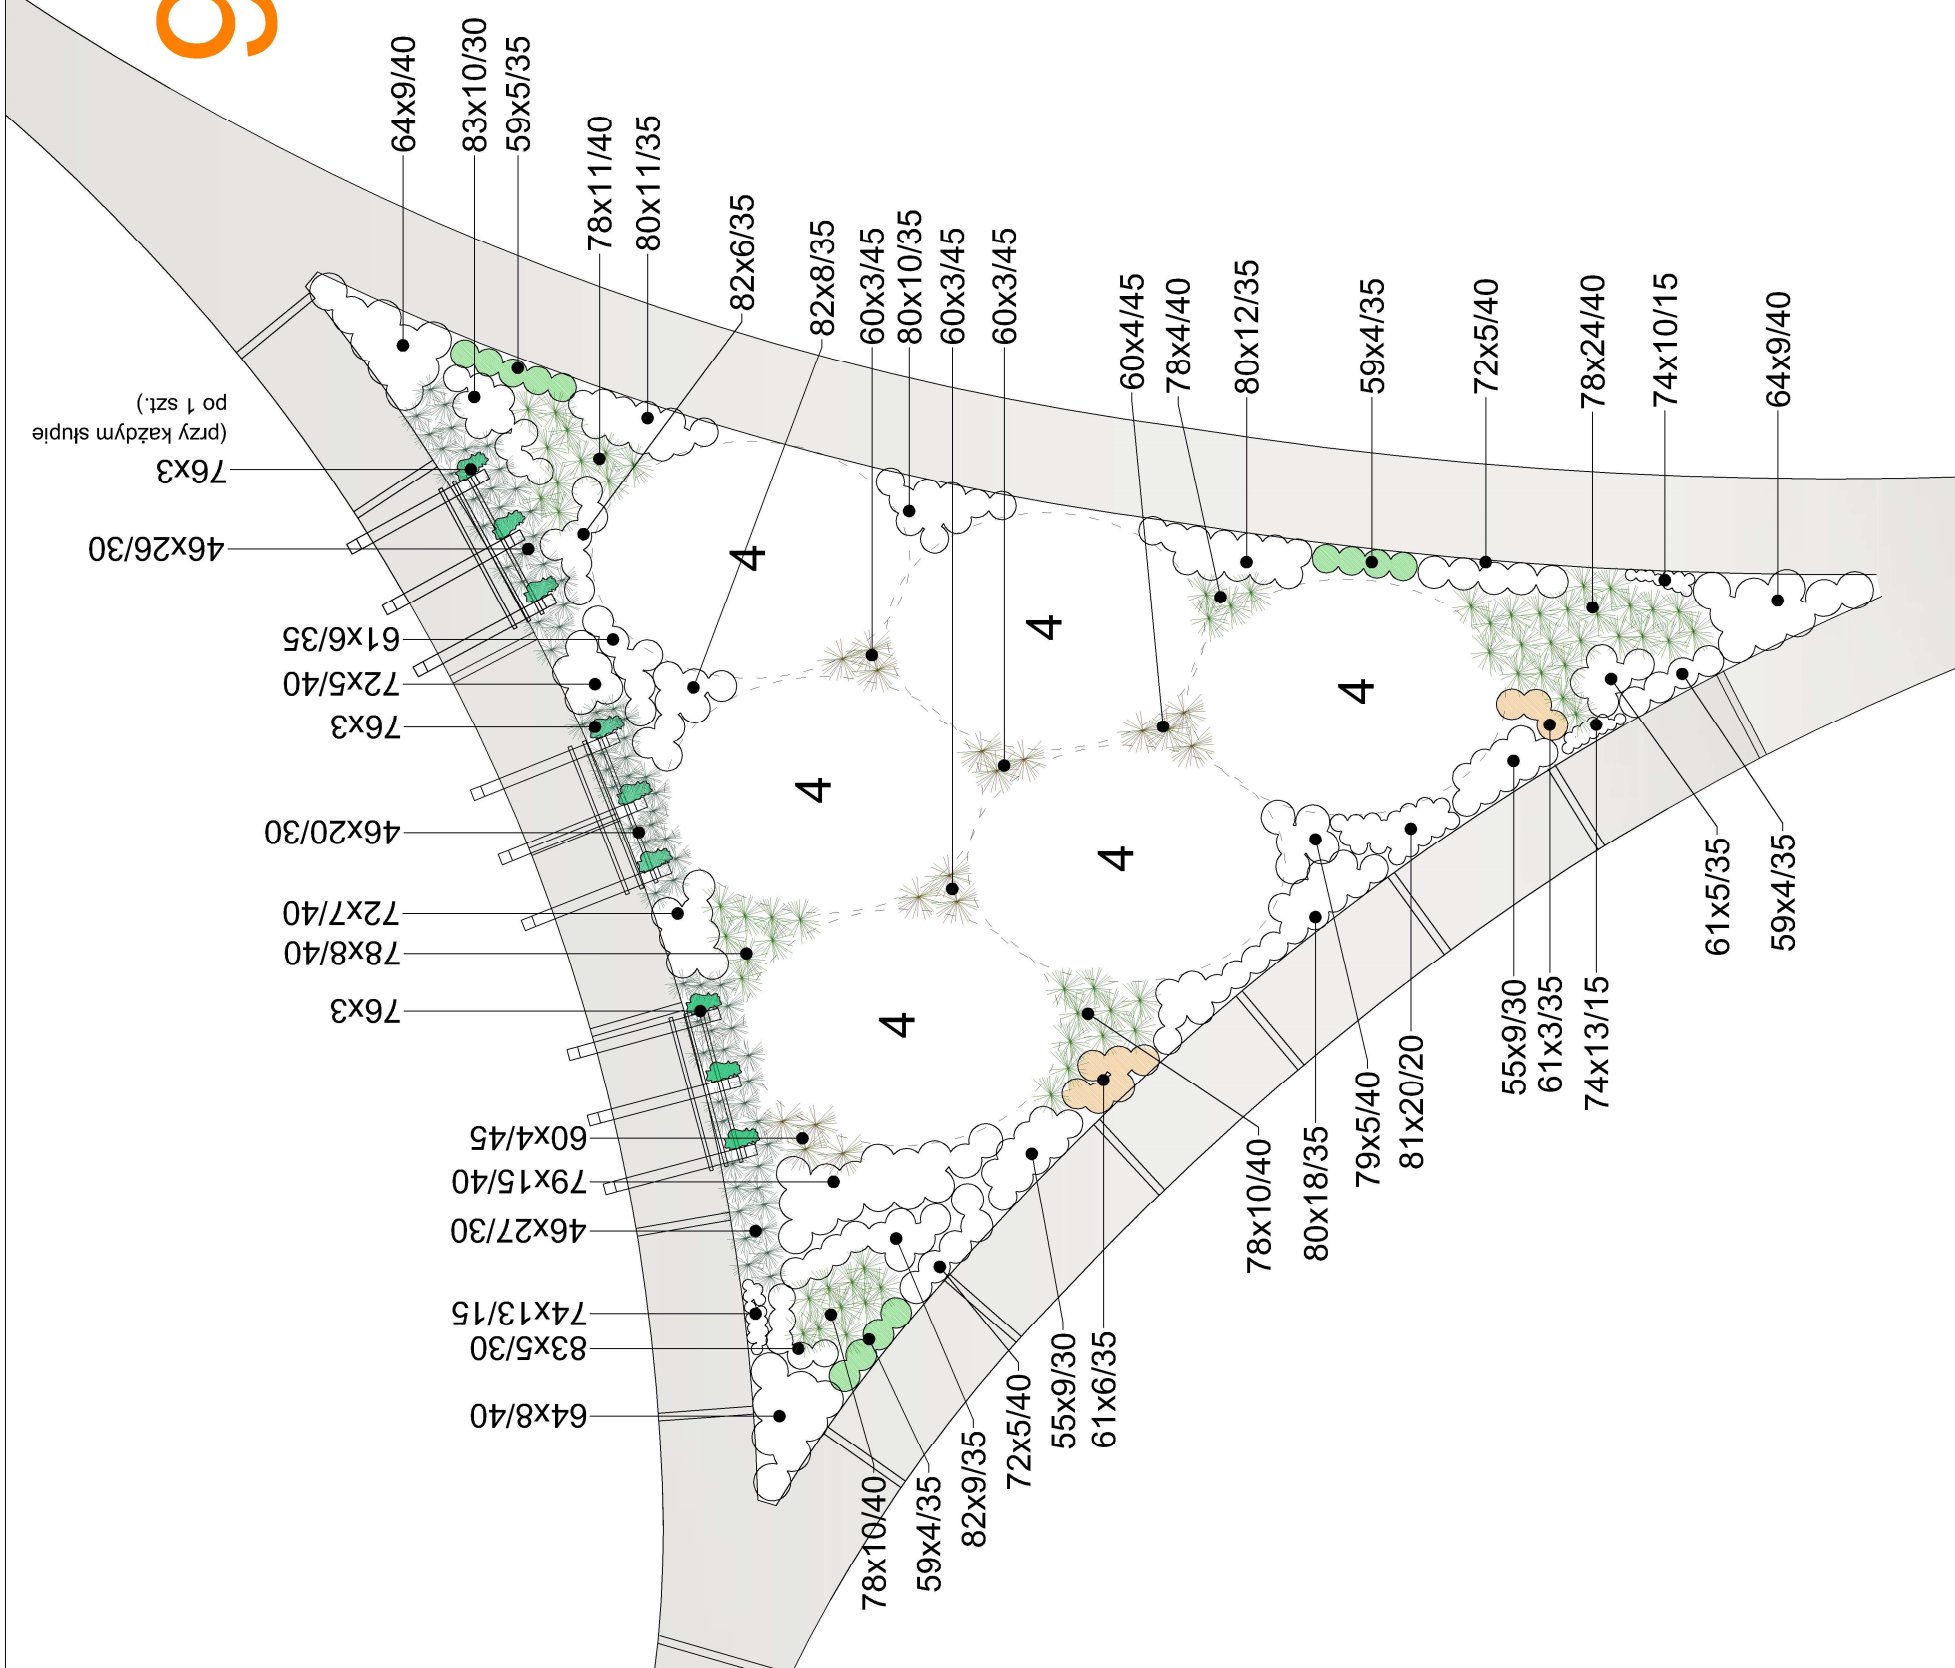 64x9/40
83x10/30
59x5/35
78x11/40
80x11/35
82x6/35
82x8/35
60x3/45
80x10/35
60x3/45
60x3/45
60x4/45
78x4/40
80x12/35
59x4/35
72x5/40
78x24/40
74x10/15
64x9/40
76x3
(przy każdym słupie
po 1 szt.)
46x26/30
61x6/35
72x5/40
76x3
46x20/30
72x7/40
78x8/40
76x3
60x4/45
79x15/40
46x27/30
74x13/15
83x5/30
64x8/40
4
4
4
4
4
4
78x10/40
59x4/35
82x9/35
72x5/40
55x9/30
61x6/35
78x10/40
80x18/35
79x5/40
81x20/20
55x9/30
61x3/35
74x13/15
61x5/35
59x4/35